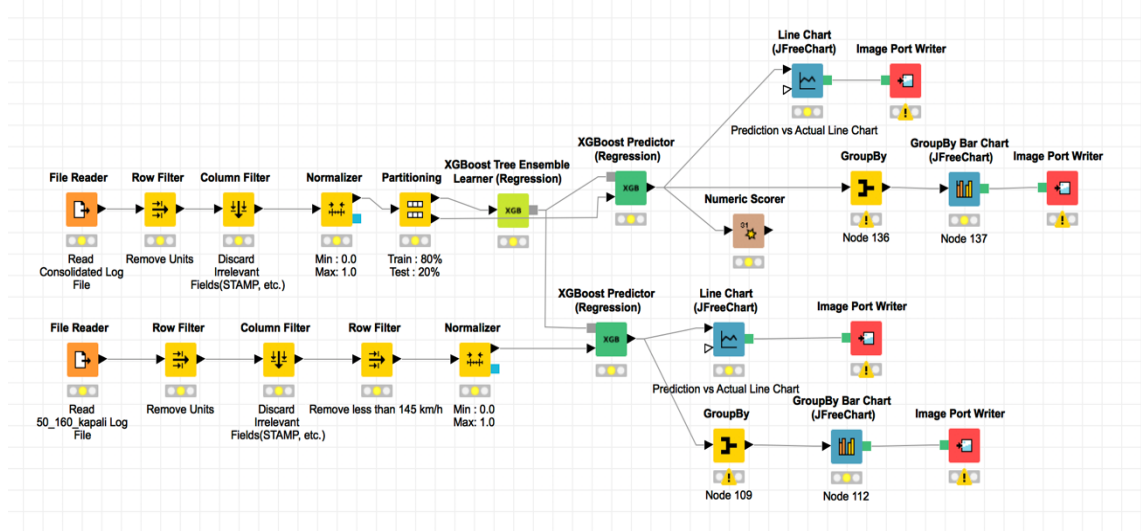 Line Chart
(JFreeChart)
Image Port Writer
Prediction vs Actual Line Chart
XGBoost Predictor
(Regression)
XGB
GroupBy
Node 136
GroupBy Bar Chart
(JFreeChart)
Node 137
Image Port Writer
File Reader
Read
Consolidated Log
File
Row Filter
Remove Units
Column Filter
Discard
Irrelevant
Fields(STAMP, etc.)
Normalizer
Min : 0.0
Max: 1.0
Partitioning
Train : 80%
Test : 20%
XGBoost Tree Ensemble
Learner (Regression)
XGB
Numeric Scorer
01
File Reader
Read
50_160_kapali Log
File
Row Filter
Remove Units
Column Filter
Discard
Irrelevant
Fields(STAMP, etc.)
Row Filter
Remove less than 145 km/h
Normalizer
Min : 0.0
Max: 1.0
XGBoost Predictor
(Regression)
XGB
Line Chart
(JFreeChart)
Prediction vs Actual Line Chart
Image Port Writer
GroupBy
Node 109
GroupBy Bar Chart
(JFreeChart)
Node 112
Image Port Writer